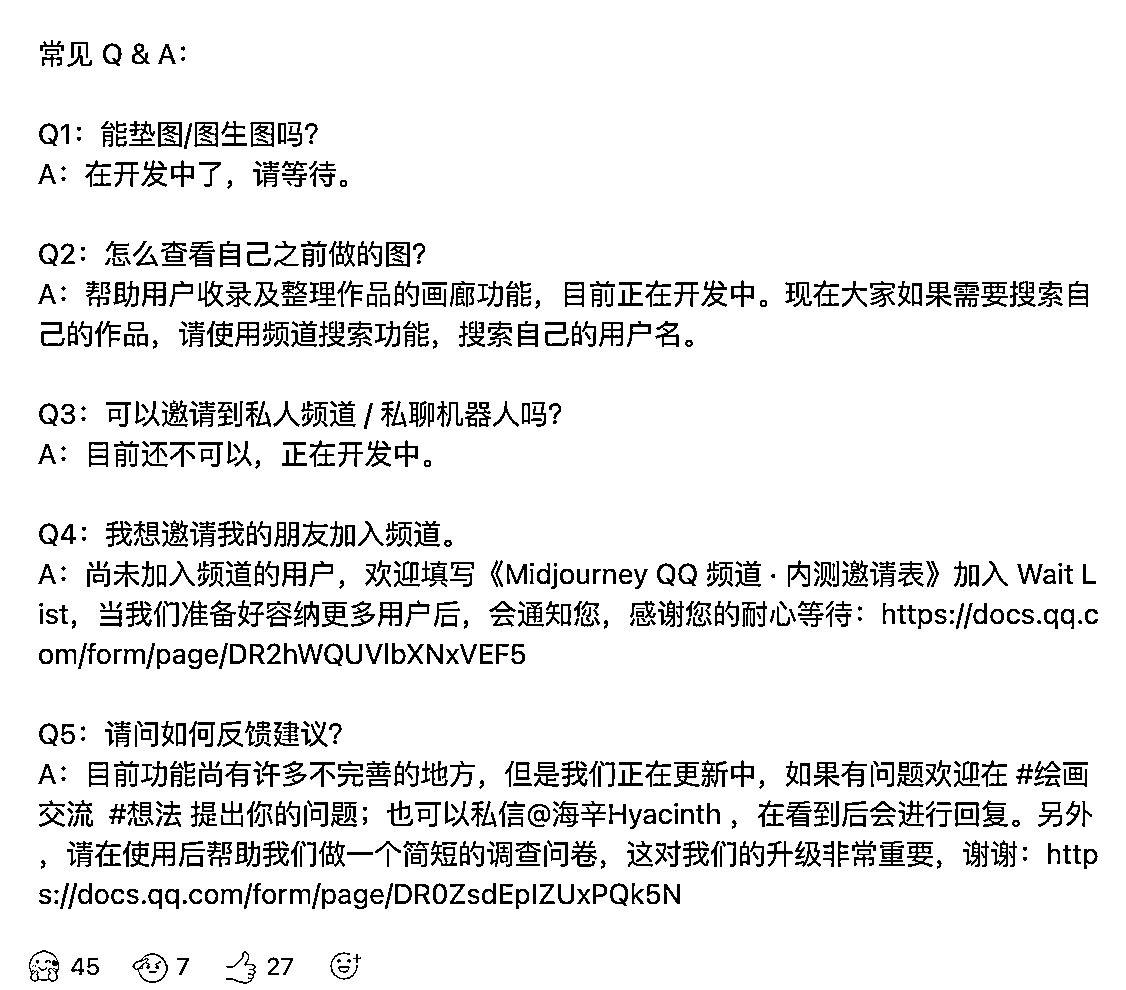 常见 Q & A：
Q1：能垫图/图生图吗？
A：在开发中了，请等待。
Q2：怎么查看自己之前做的图？
A：帮助用户收录及整理作品的画廊功能，目前正在开发中。现在大家如果需要搜索自
己的作品，请使用频道搜索功能，搜索自己的用户名。
Q3：可以邀请到私人频道 / 私聊机器人吗？
A：目前还不可以，正在开发中。
Q4：我想邀请我的朋友加入频道。
A：尚未加入频道的用户，欢迎填写《Midjourney QQ 频道 · 内测邀请表》加入 Wait L
ist，当我们准备好容纳更多用户后，会通知您，感谢您的耐心等待：https://docs.qq.c
om/form/page/DR2hWQUVlbXNxVEF5
Q5：请问如何反馈建议？
A：目前功能尚有许多不完善的地方，但是我们正在更新中，如果有问题欢迎在 #绘画
交流  #想法 提出你的问题；也可以私信@海辛Hyacinth ，在看到后会进行回复。另外
，请在使用后帮助我们做一个简短的调查问卷，这对我们的升级非常重要，谢谢：http
s://docs.qq.com/form/page/DR0ZsdEplZUxPQk5N
45 7 27